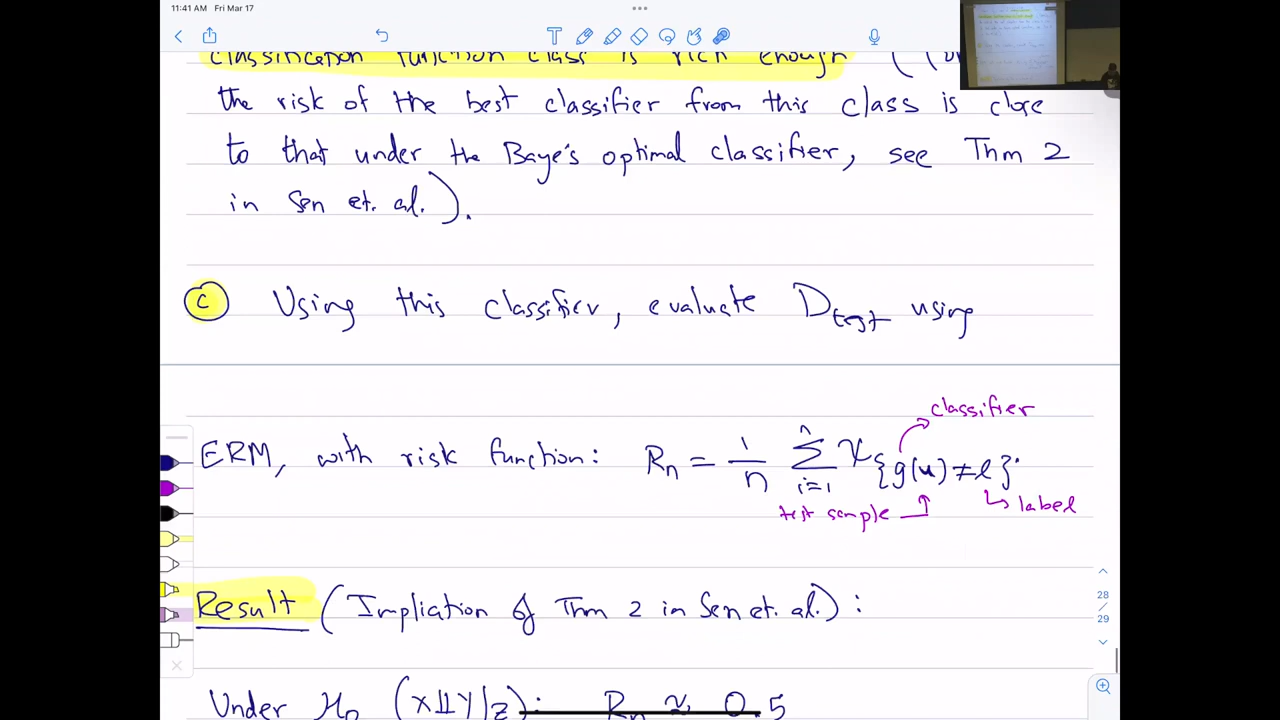 11:41 AM Fri Mar 17
classification function class is rich enough
the risk of the best classifier from this class is close
to that under the Baye's optimal classifier, see Thm 2
in Sen et. al.).
c Using this classifier, evaluate D_test using
classifier
ERM, with risk function: R_n = 1/n Σ_{i=1}^{n} χ_{g(u) ≠ l}.
test sample label
28
/
29
Result (Impliation of Thm 2 in Sen et. al.):
Under H_0 (X⫫Y|Z): R_n ≈ 0.5